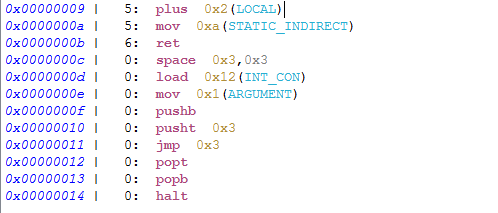 0x00000009 | 5: plus 0x2(LOCAL)
0x0000000a | 5: mov 0xa(STATIC_INDIRECT)
0x0000000b | 6: ret
0x0000000c | 0: space 0x3,0x3
0x0000000d | 0: load 0x12(INT_CON)
0x0000000e | 0: mov 0x1(ARGUMENT)
0x0000000f | 0: pushb
0x00000010 | 0: pusht 0x3
0x00000011 | 0: jmp 0x3
0x00000012 | 0: popt
0x00000013 | 0: popb
0x00000014 | 0: halt